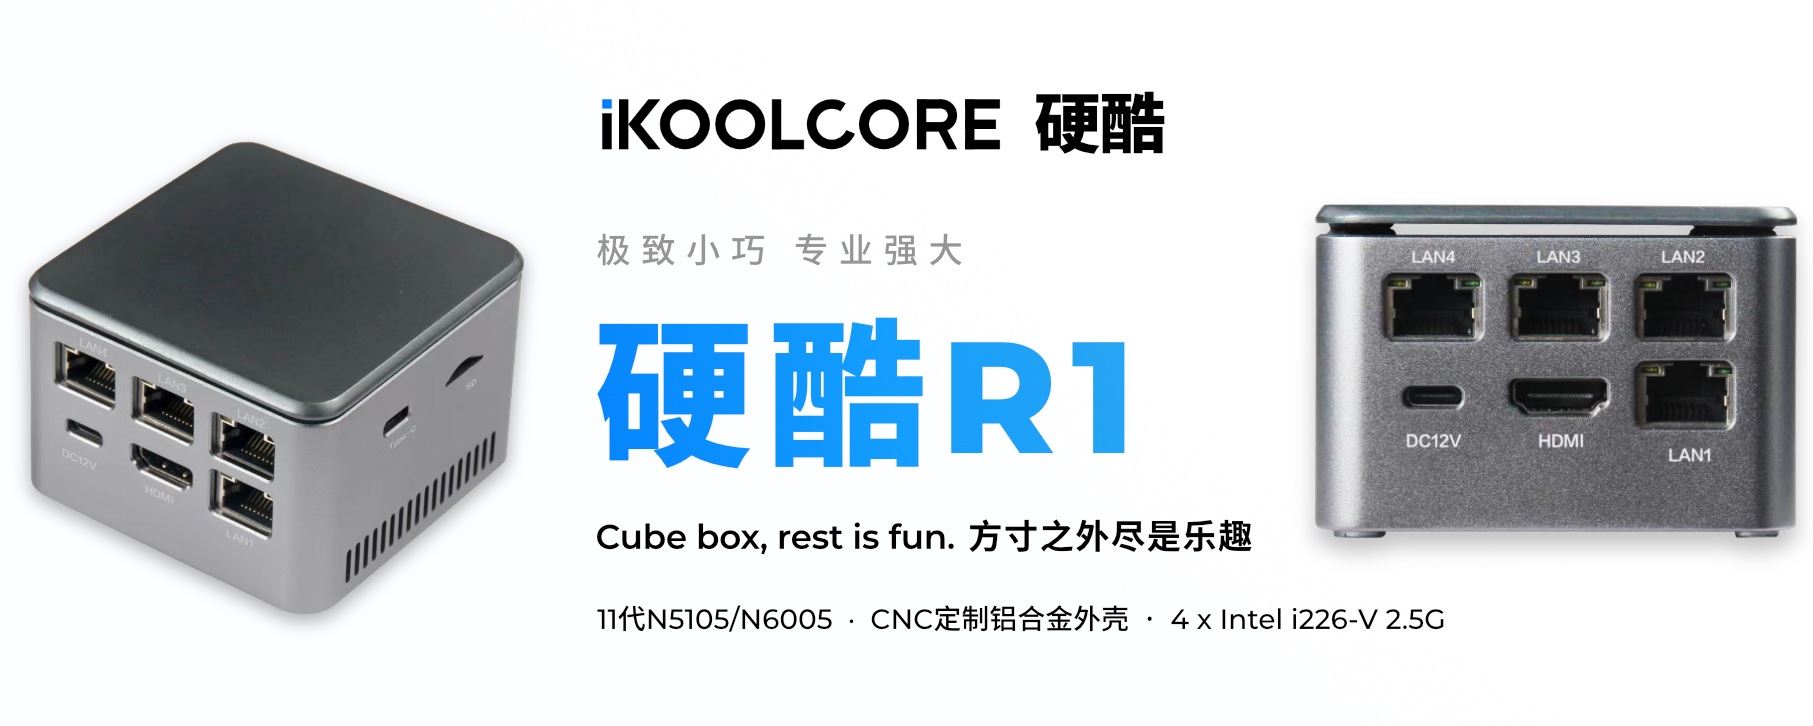 iKOOLCORE 硬酷
极致小巧 专业强大
硬酷R1
Cube box, rest is fun. 方寸之外尽是乐趣
11代N5105/N6005 · CNC定制铝合金外壳 · 4 x Intel i226-V 2.5G
LAN4
LAN3
LAN2
DC12V
HDMI
LAN1
Type-C
SD
LAN4 LAN3 LAN2
DC12V HDMI LAN1